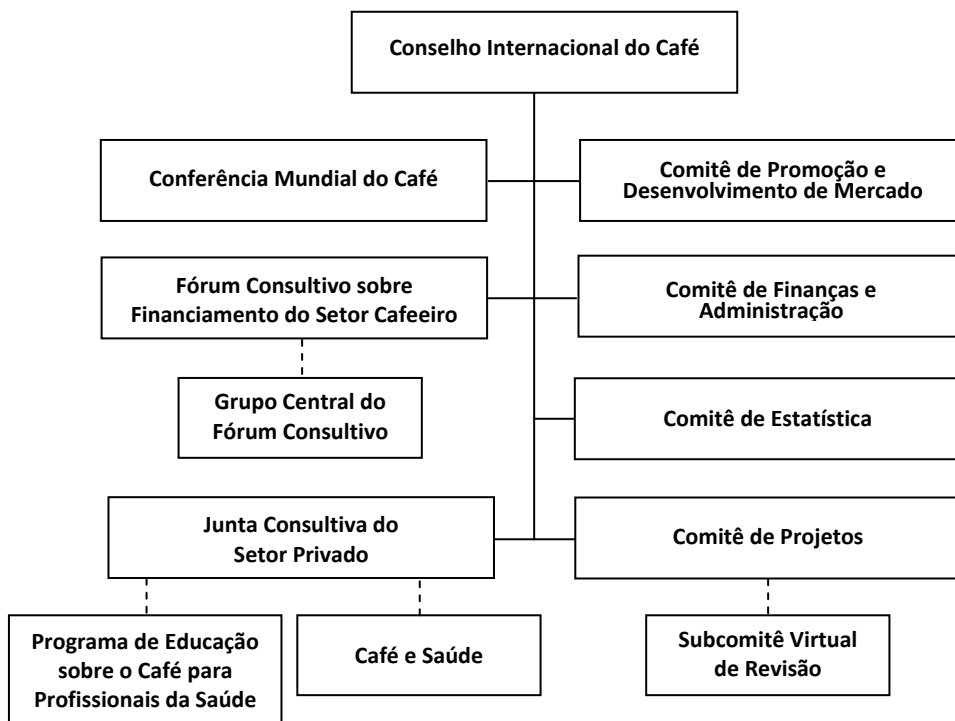 Conselho Internacional do Café
Conferência Mundial do Café
Comitê de Promoção e
Desenvolvimento de Mercado
Fórum Consultivo sobre
Financiamento do Setor Cafeeiro
Comitê de Finanças e
Administração
Grupo Central do
Fórum Consultivo
Comitê de Estatística
Junta Consultiva do
Setor Privado
Comitê de Projetos
Programa de Educação
sobre o Café para
Profissionais da Saúde
Café e Saúde
Subcomitê Virtual
de Revisão